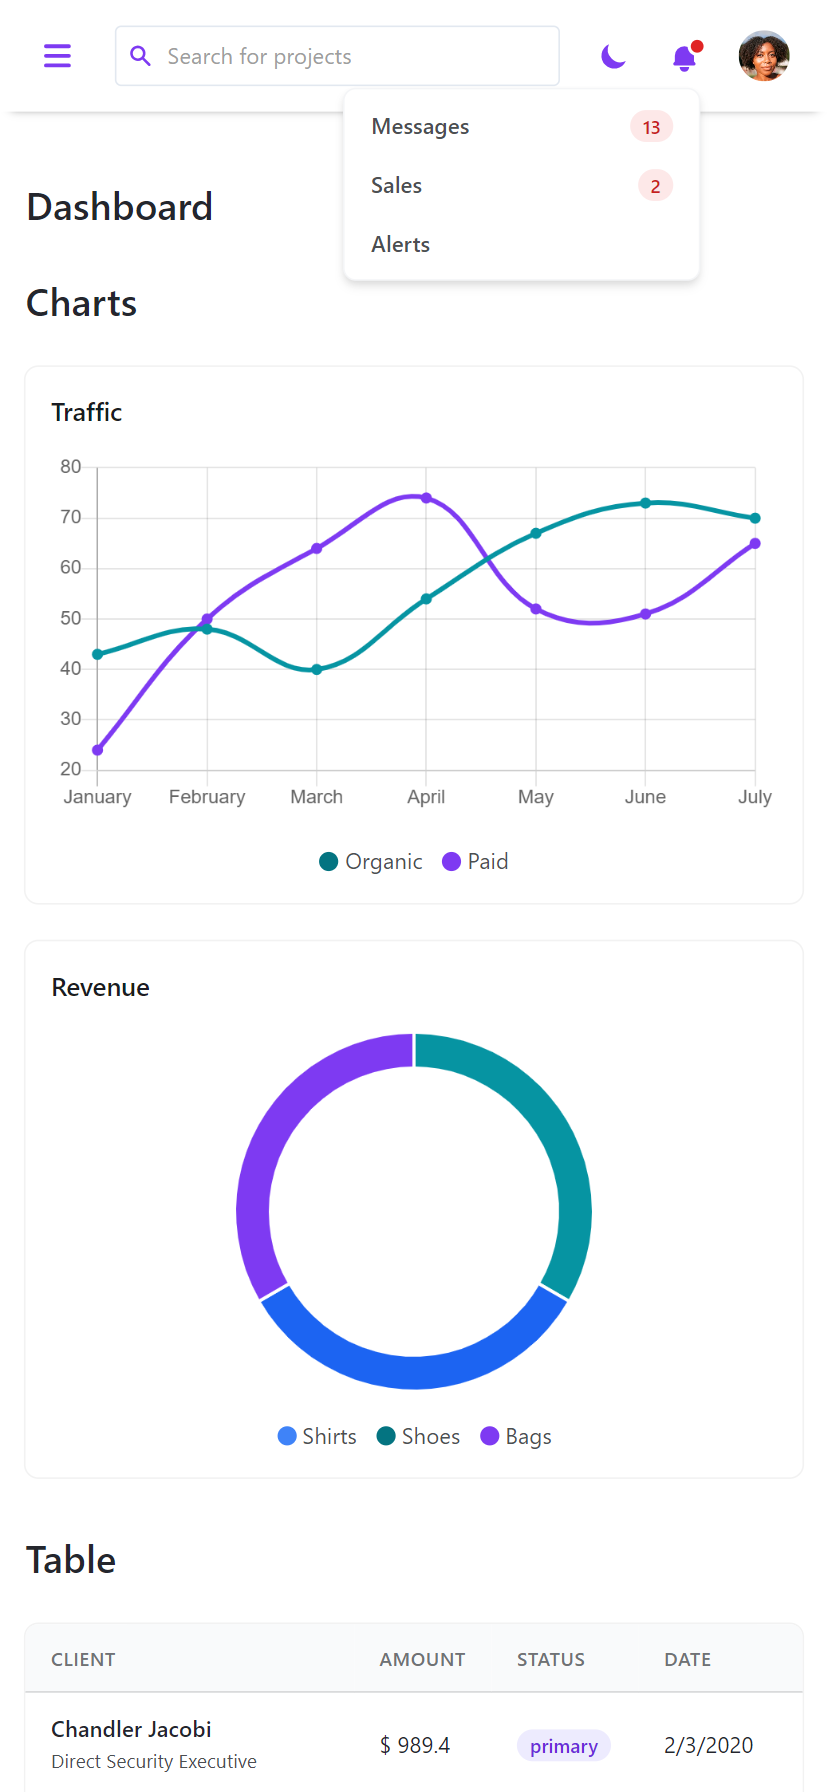 Search for projects
Messages 13
Sales 2
Alerts
Dashboard
Charts
Traffic
80
70
60
50
40
30
20
January February March April May June July
Organic Paid
Revenue
Shirts Shoes Bags
Table
CLIENT AMOUNT STATUS DATE
Chandler Jacobi
Direct Security Executive
$ 989.4 primary 2/3/2020